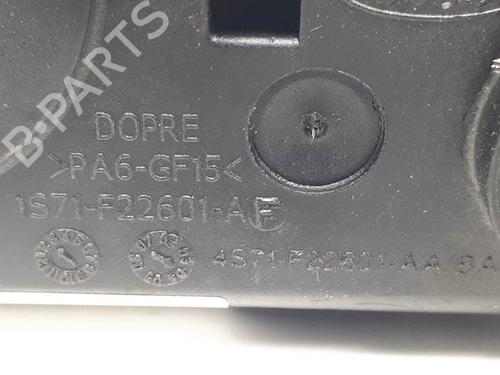 B-PARTS
DOPRE
>PA6-GF15<
1S71-F22601-AF
4S71-F22601-AA/BA